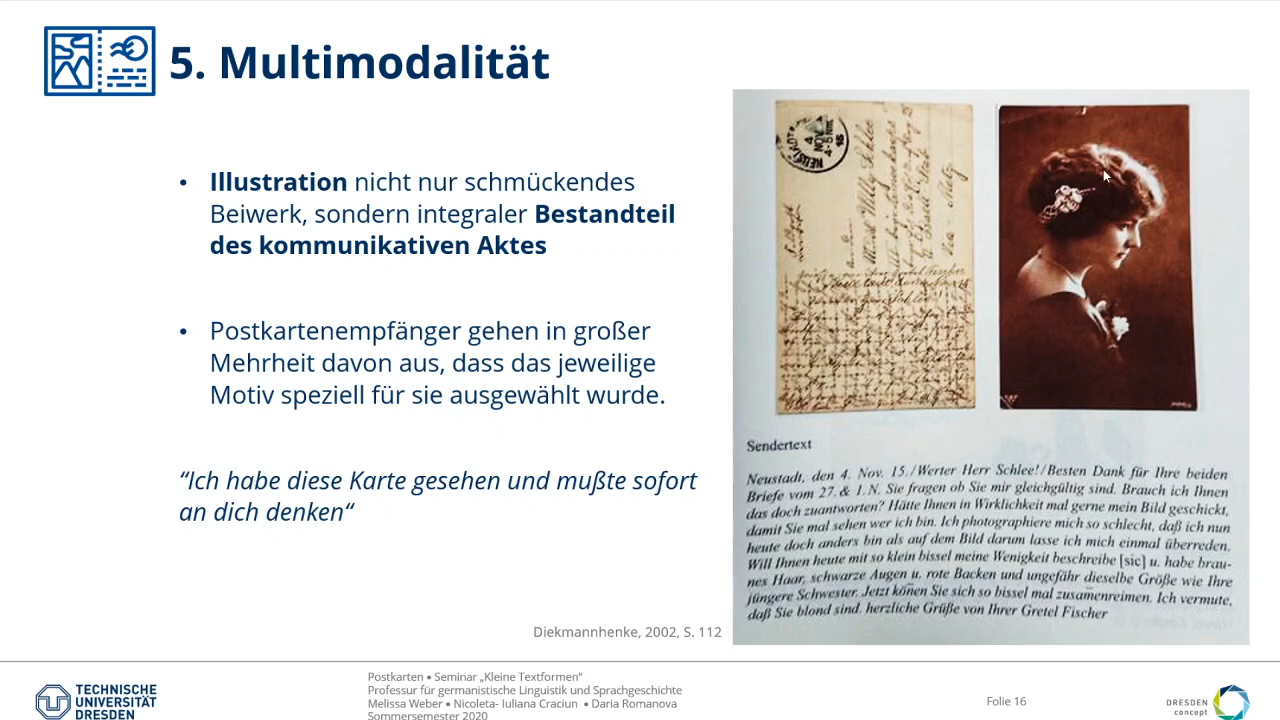 5. Multimodalität
• Illustration nicht nur schmückendes
Beiwerk, sondern integraler Bestandteil
des kommunikativen Aktes
• Postkartenempfänger gehen in großer
Mehrheit davon aus, dass das jeweilige
Motiv speziell für sie ausgewählt wurde.
“Ich habe diese Karte gesehen und mußte sofort
an dich denken“
Diekmannhenke, 2002, S. 112
Sendertext
Neustadt, den 4. Nov. 15./Werter Herr Schlee!/Besten Dank für Ihre beiden
Briefe vom 27. & 1.N. Sie fragen ob Sie mir gleichgültig sind. Brauch ich Ihnen
das doch zuantworten? Hätte Ihnen in Wirklichkeit mal gerne mein Bild geschickt,
damit Sie mal sehen wer ich bin. Ich photographiere mich so schlecht, daß ich nun
heute doch anders bin als auf dem Bild darum lasse ich mich einmal überreden.
Will Ihnen heute mit so klein bissel meine Wenigkeit beschreibe [sic] u. habe brau-
nes Haar, schwarze Augen u. rote Backen und ungefähr dieselbe Größe wie Ihre
jüngere Schwester. Jetzt kön̄en Sie sich so bissel mal zusam̄enreimen. Ich vermute,
daß Sie blond sind. herzliche Grüße von Ihrer Gretel Fischer
TECHNISCHE
UNIVERSITÄT
DRESDEN
Postkarten • Seminar „Kleine Textformen“
Professur für germanistische Linguistik und Sprachgeschichte
Melissa Weber • Nicoleta- Iuliana Craciun • Daria Romanova
Sommersemester 2020
Folie 16
DRESDEN
concept